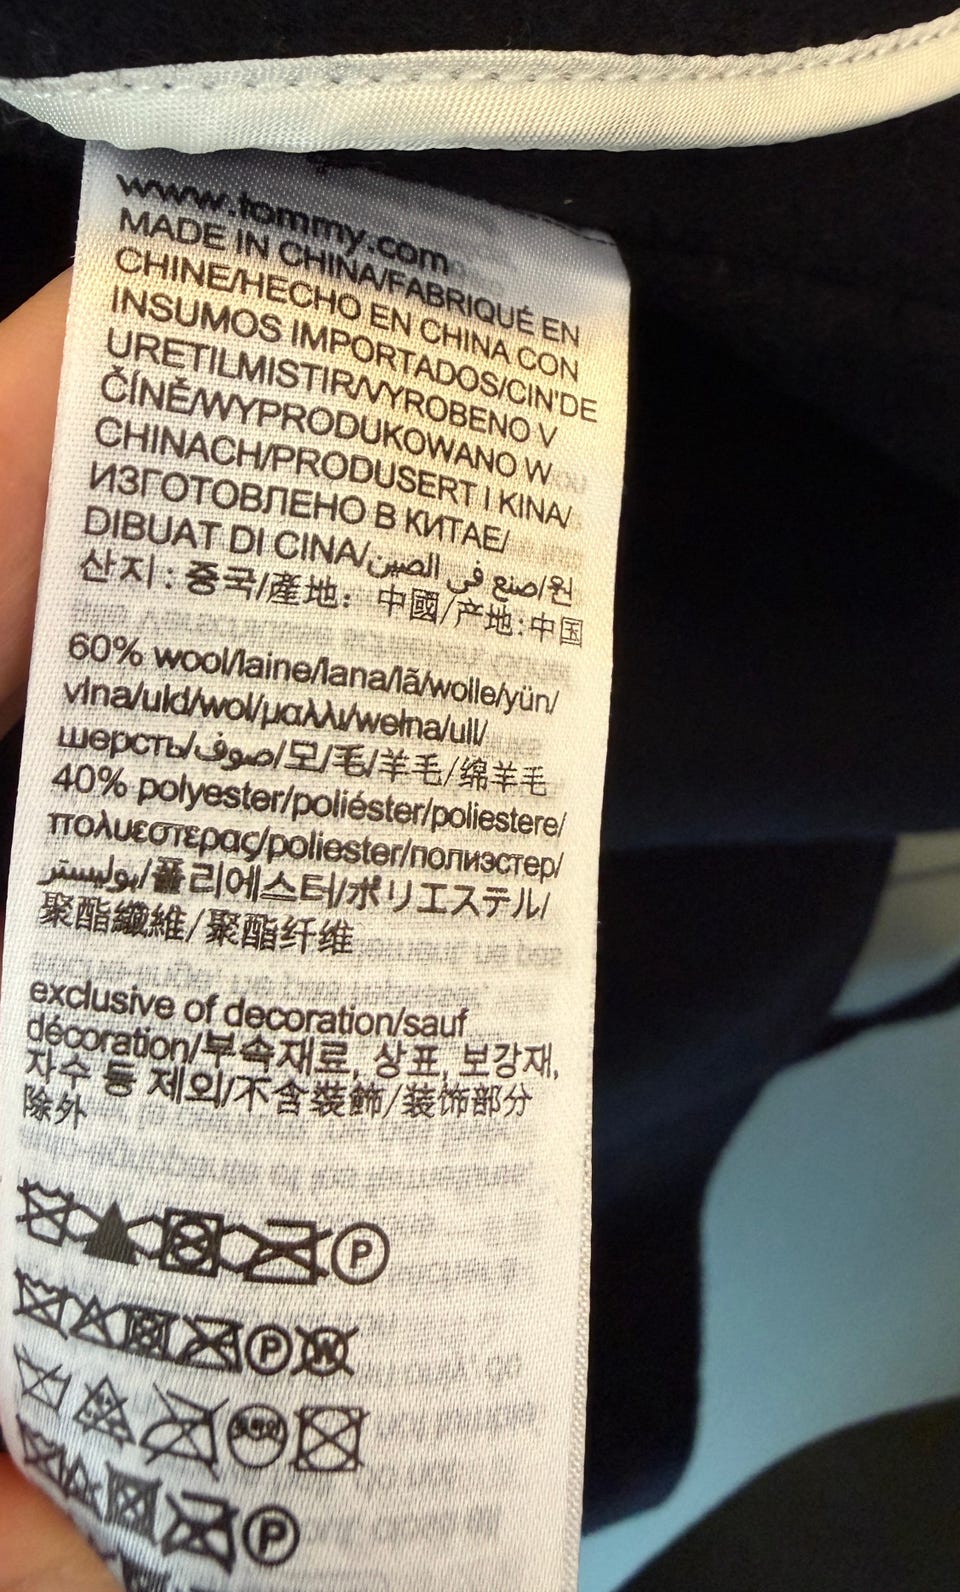 www.tommy.com
MADE IN CHINA/FABRIQUÉ EN
CHINE/HECHO EN CHINA CON
INSUMOS IMPORTADOS/CIN'DE
URETILMISTIR/VYROBENO V
ČÍNĚ/WYPRODUKOWANO W
CHINACH/PRODUSERT I KINA/
ИЗГОТОВЛЕНО В КИТАЕ/
DIBUAT DI CINA/صنع في الصين/원
산지: 중국/產地: 中國/产地:中国
60% wool/laine/lana/lã/wolle/yün/
vlna/uld/wol/μαλλι/wełna/ull/
шерсть/صوف/모/毛/羊毛/绵羊毛
40% polyester/poliéster/poliestere/
πολυεστερας/poliester/полиэстер/
بوليستر/폴리에스터/ポリエステル/
聚酯纖維/聚酯纤维
exclusive of decoration/sauf
décoration/부속재료, 상표, 보강재,
자수 등 제외/不含裝飾/装饰部分
除外
P
P W
P